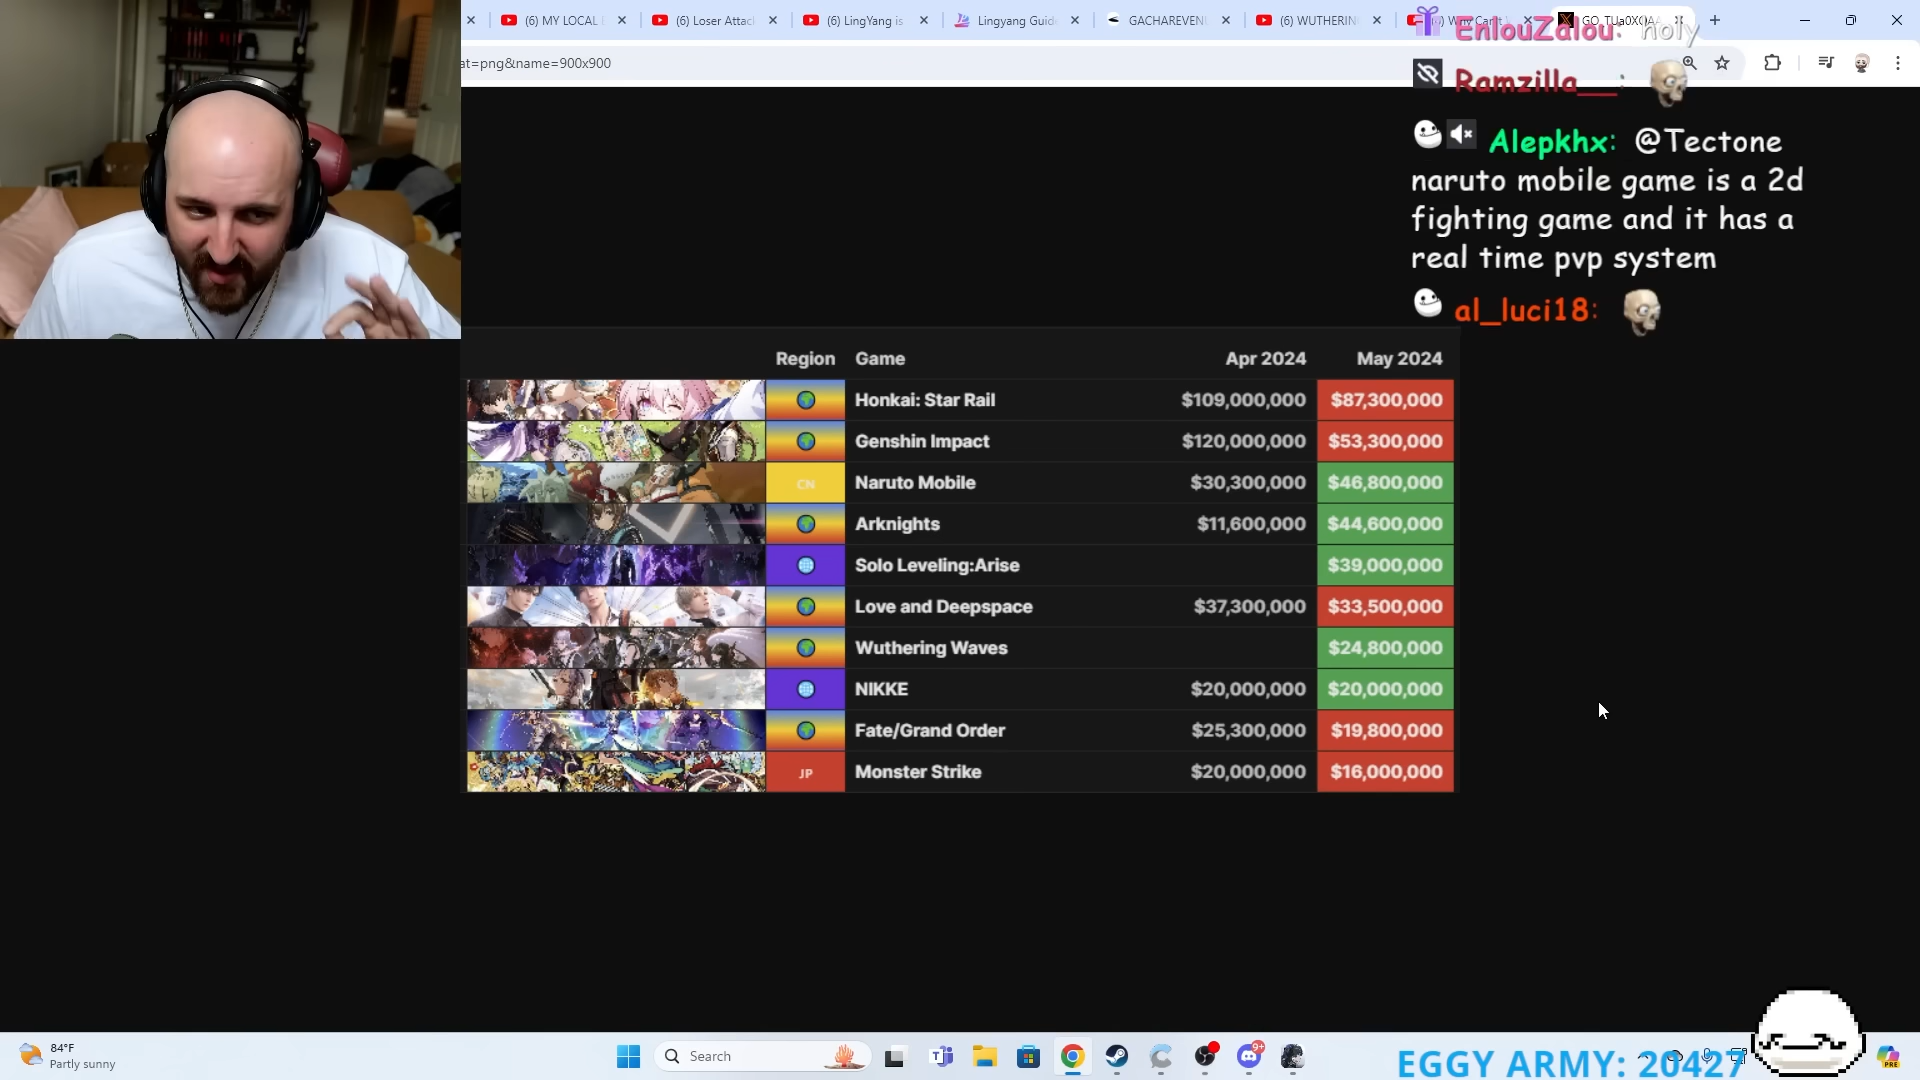 (6) MY LOCAL
(6) Loser Attac
(6) LingYang is
Lingyang Guid
GACHAREVEN
(6) WUTHERIN
at=png&name=900x900
EnlouZalou: holy
Ramzilla__:
Alepkhx: @Tectone
naruto mobile game is a 2d
fighting game and it has a
real time pvp system
al_luci18:
Region Game Apr 2024 May 2024
Honkai: Star Rail $109,000,000 $87,300,000
Genshin Impact $120,000,000 $53,300,000
CN Naruto Mobile $30,300,000 $46,800,000
Arknights $11,600,000 $44,600,000
Solo Leveling:Arise $39,000,000
Love and Deepspace $37,300,000 $33,500,000
Wuthering Waves $24,800,000
NIKKE $20,000,000 $20,000,000
Fate/Grand Order $25,300,000 $19,800,000
JP Monster Strike $20,000,000 $16,000,000
84°F
Partly sunny
Search
9+
EGGY ARMY: 20427
PRE